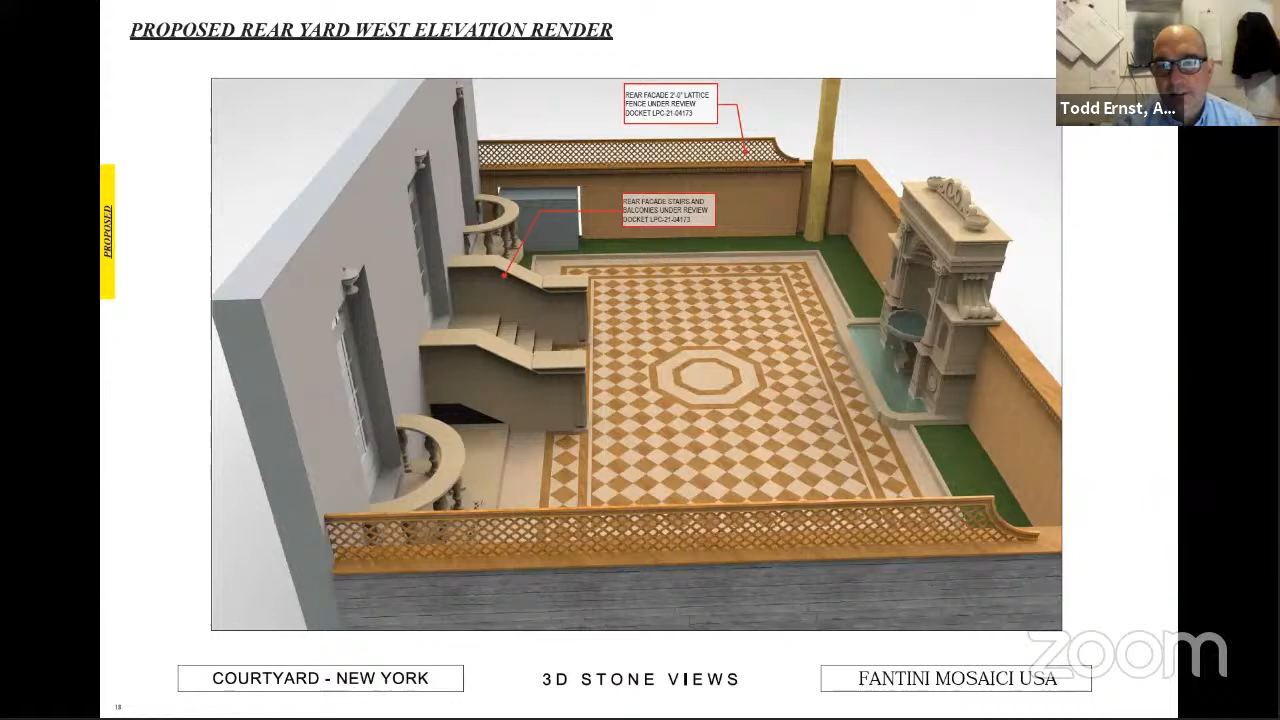 PROPOSED REAR YARD WEST ELEVATION RENDER
Todd Ernst, A...
REAR FACADE 2'-0" LATTICE
FENCE UNDER REVIEW
DOCKET LPC-21-04173
PROPOSED
REAR FACADE STAIRS AND
BALCONIES UNDER REVIEW
DOCKET LPC-21-04173
zoom
COURTYARD - NEW YORK
3D STONE VIEWS
FANTINI MOSAICI USA
18